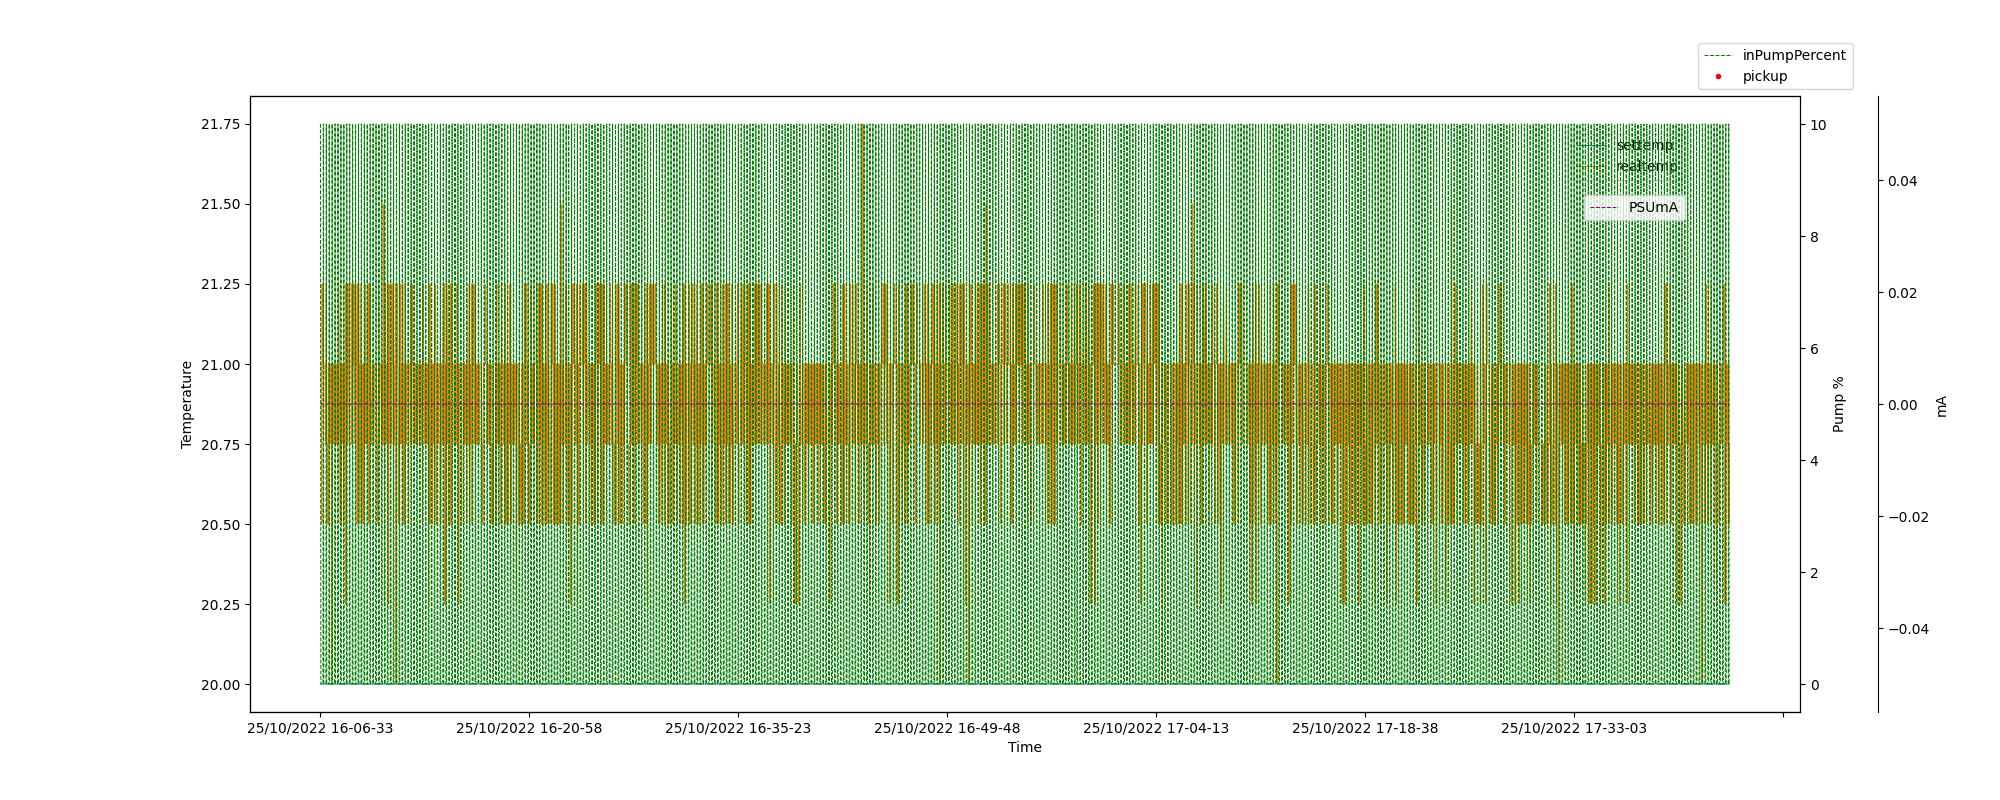 inPumpPercent
pickup
settemp
realtemp
PSUmA
21.75
21.50
21.25
21.00
20.75
20.50
20.25
20.00
Temperature
10
8
6
4
2
0
Pump %
0.04
0.02
0.00
−0.02
−0.04
mA
25/10/2022 16-06-33
25/10/2022 16-20-58
25/10/2022 16-35-23
25/10/2022 16-49-48
25/10/2022 17-04-13
25/10/2022 17-18-38
25/10/2022 17-33-03
Time